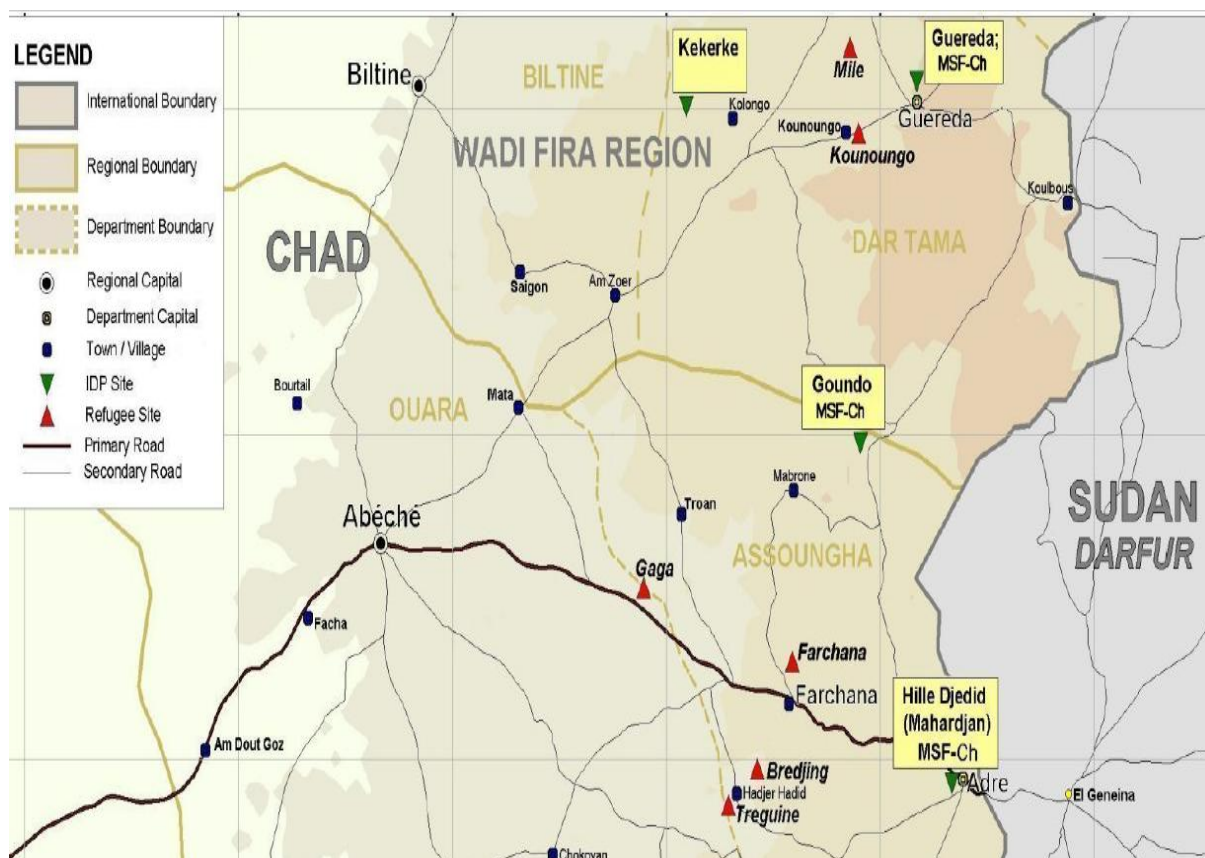 LEGEND
International Boundary
Regional Boundary
Department Boundary
Regional Capital
Department Capital
Town / Village
IDP Site
Refugee Site
Primary Road
Secondary Road
Biltine
BILTINE
Kekerke
Kolongo
Mile
Guereda;
MSF-Ch
Guereda
Kounoungo
Kounoungo
WADI FIRA REGION
Koulbous
CHAD
DAR TAMA
Saigon
Am Zoer
Bourtail
OUARA
Mata
Goundo
MSF-Ch
Mabrone
Troan
SUDAN
DARFUR
Abéché
ASSOUNGHA
Gaga
Facha
Farchana
Farchana
Hille Djedid
(Mahardjan)
MSF-Ch
Am Dout Goz
Bredjing
Hadjer Hadid
Treguine
Adre
El Geneina
Chokoyan